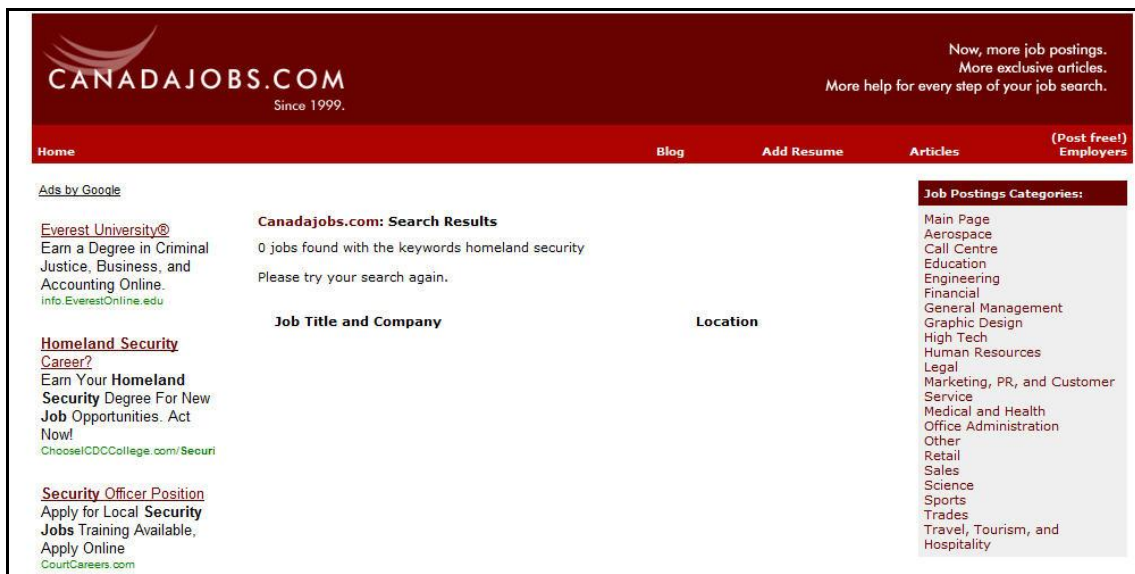 CANADAJOBS.COM
Since 1999.
Now, more job postings.
More exclusive articles.
More help for every step of your job search.
Home
Blog
Add Resume
Articles
(Post free!)
Employers
Ads by Google
Everest University®
Earn a Degree in Criminal
Justice, Business, and
Accounting Online.
info.EverestOnline.edu
Homeland Security
Career?
Earn Your Homeland
Security Degree For New
Job Opportunities. Act
Now!
ChooseICDCCollege.com/Securi
Security Officer Position
Apply for Local Security
Jobs Training Available,
Apply Online
CourtCareers.com
Canadajobs.com: Search Results
0 jobs found with the keywords homeland security
Please try your search again.
Job Title and Company
Location
Job Postings Categories:
Main Page
Aerospace
Call Centre
Education
Engineering
Financial
General Management
Graphic Design
High Tech
Human Resources
Legal
Marketing, PR, and Customer
Service
Medical and Health
Office Administration
Other
Retail
Sales
Science
Sports
Trades
Travel, Tourism, and
Hospitality